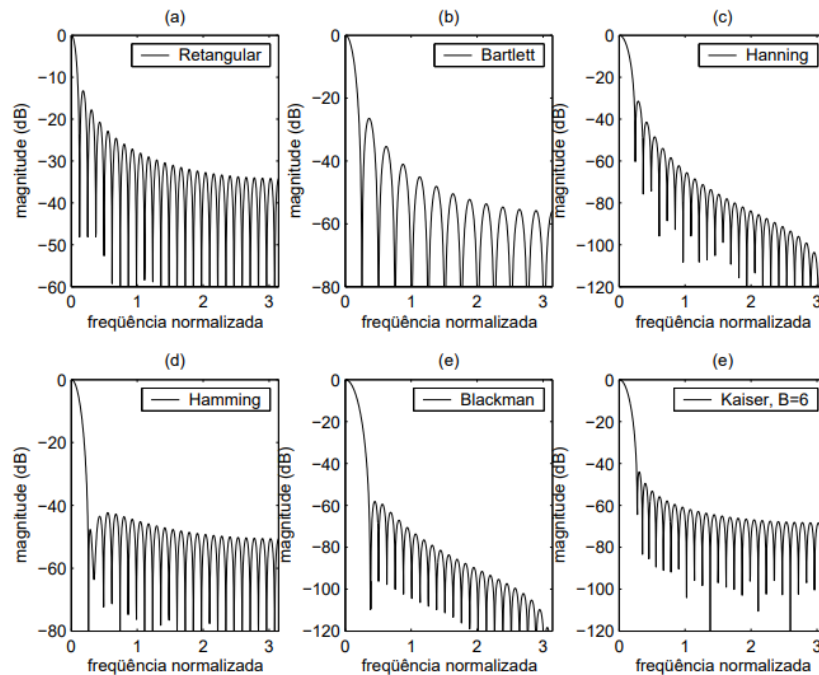 (a)
magnitude (dB)
0
−10
−20
−30
−40
−50
−60
Retangular
0 1 2 3
freqüência normalizada
(b)
magnitude (dB)
0
−20
−40
−60
−80
Bartlett
0 1 2 3
freqüência normalizada
(c)
magnitude (dB)
0
−20
−40
−60
−80
−100
−120
Hanning
0 1 2 3
freqüência normalizada
(d)
magnitude (dB)
0
−20
−40
−60
−80
Hamming
0 1 2 3
freqüência normalizada
(e)
magnitude (dB)
0
−20
−40
−60
−80
−100
−120
Blackman
0 1 2 3
freqüência normalizada
(e)
magnitude (dB)
0
−20
−40
−60
−80
−100
−120
Kaiser, B=6
0 1 2 3
freqüência normalizada